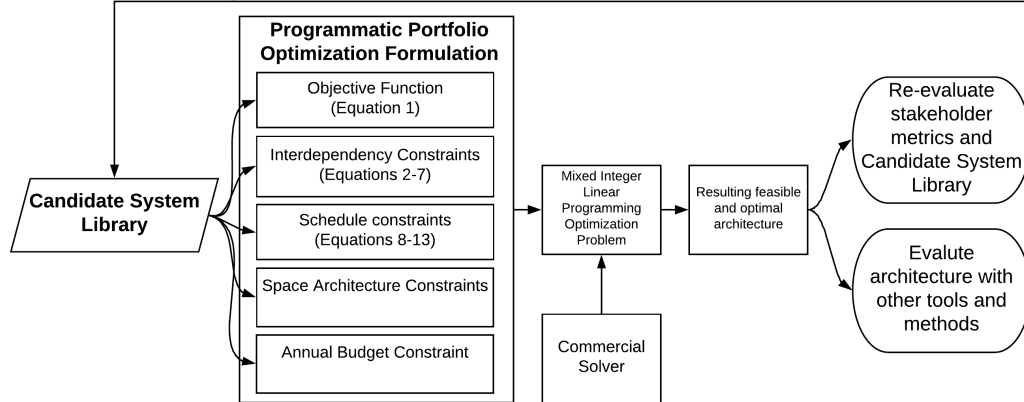 Programmatic Portfolio
Optimization Formulation
Objective Function
(Equation 1)
Interdependency Constraints
(Equations 2-7)
Schedule constraints
(Equations 8-13)
Space Architecture Constraints
Annual Budget Constraint
Candidate System
Library
Mixed Integer
Linear
Programming
Optimization
Problem
Commercial
Solver
Resulting feasible
and optimal
architecture
Re-evaluate
stakeholder
metrics and
Candidate System
Library
Evalute
architecture with
other tools and
methods